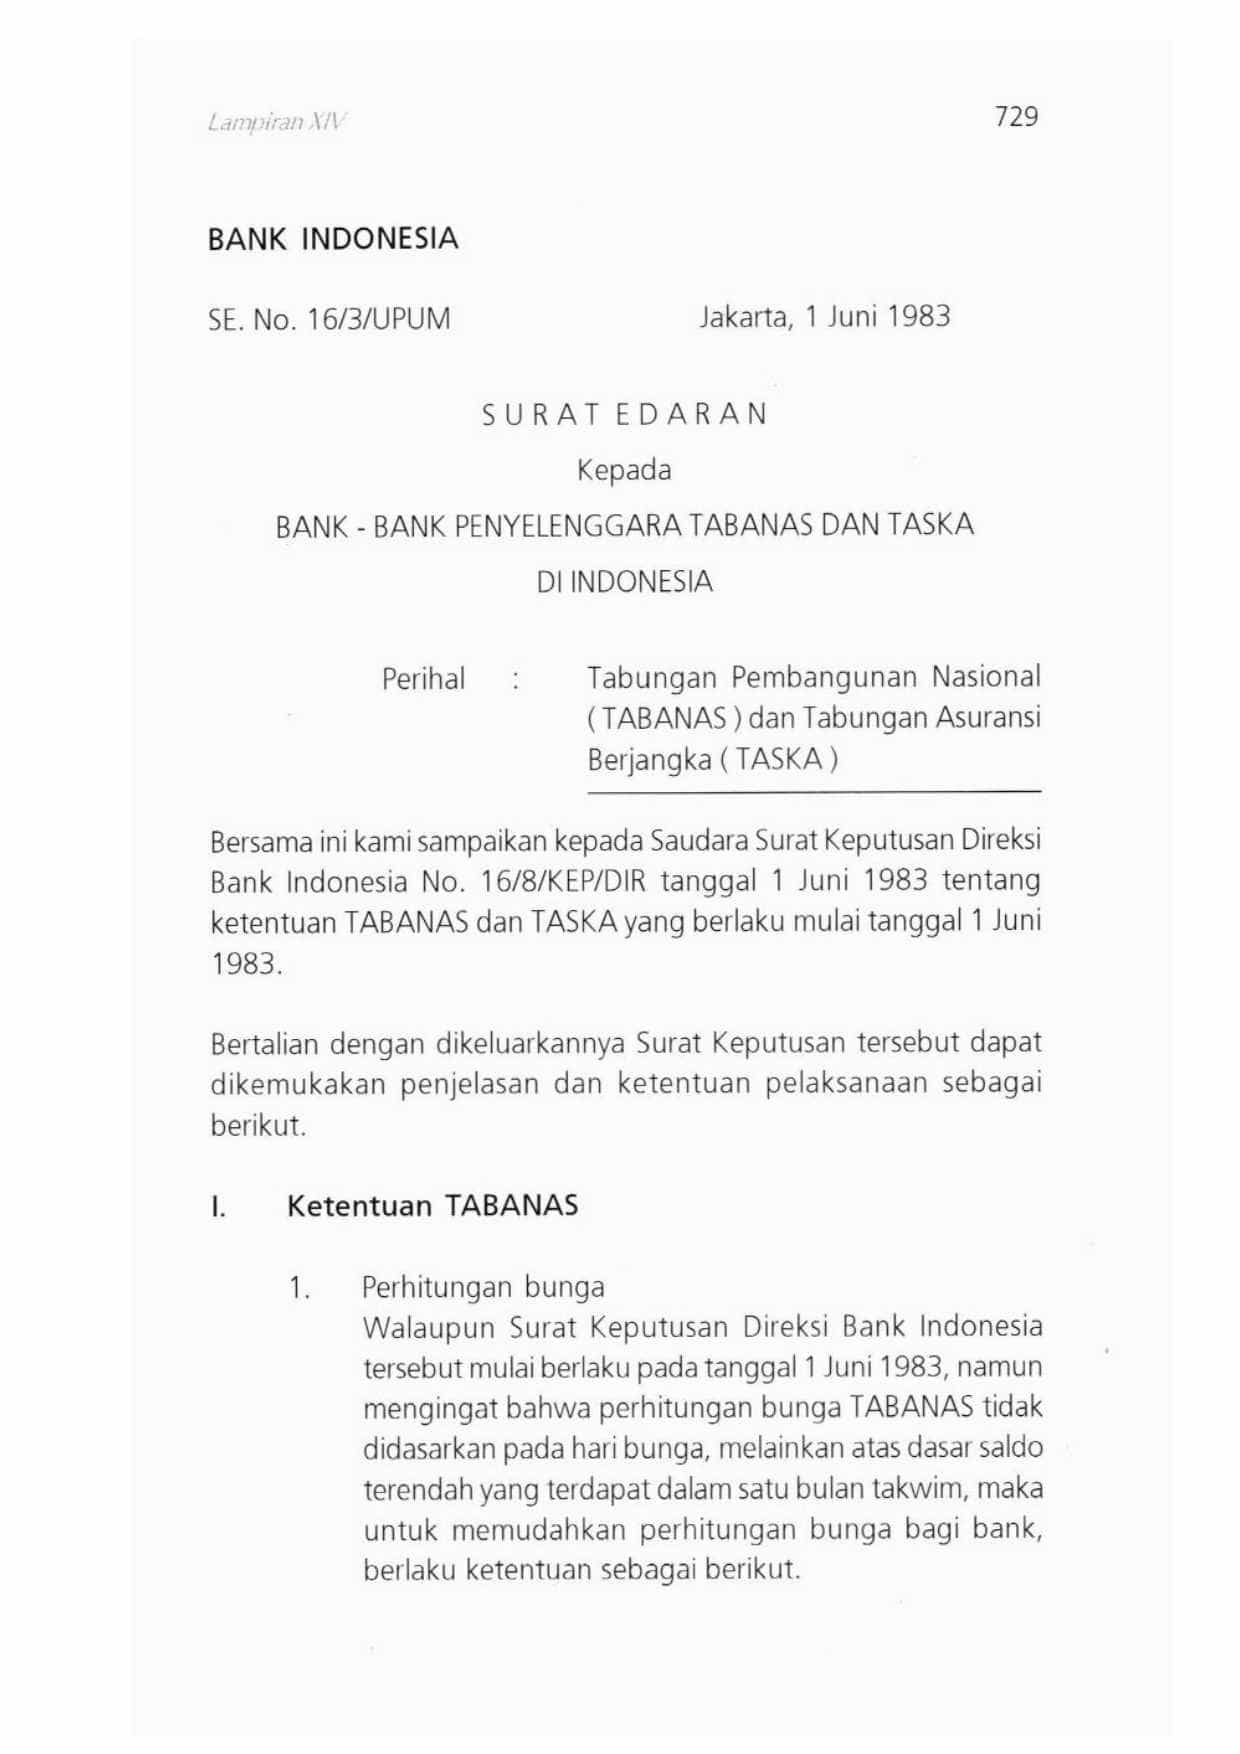 Lampiran XIV 729
BANK INDONESIA
SE. No. 16/3/UPUM Jakarta, 1 Juni 1983
S U R A T E D A R A N
Kepada
BANK - BANK PENYELENGGARA TABANAS DAN TASKA
DI INDONESIA
Perihal : Tabungan Pembangunan Nasional
( TABANAS ) dan Tabungan Asuransi
Berjangka ( TASKA )
Bersama ini kami sampaikan kepada Saudara Surat Keputusan Direksi
Bank Indonesia No. 16/8/KEP/DIR tanggal 1 Juni 1983 tentang
ketentuan TABANAS dan TASKA yang berlaku mulai tanggal 1 Juni
1983.
Bertalian dengan dikeluarkannya Surat Keputusan tersebut dapat
dikemukakan penjelasan dan ketentuan pelaksanaan sebagai
berikut.
I. Ketentuan TABANAS
1. Perhitungan bunga
Walaupun Surat Keputusan Direksi Bank Indonesia
tersebut mulai berlaku pada tanggal 1 Juni 1983, namun
mengingat bahwa perhitungan bunga TABANAS tidak
didasarkan pada hari bunga, melainkan atas dasar saldo
terendah yang terdapat dalam satu bulan takwim, maka
untuk memudahkan perhitungan bunga bagi bank,
berlaku ketentuan sebagai berikut.